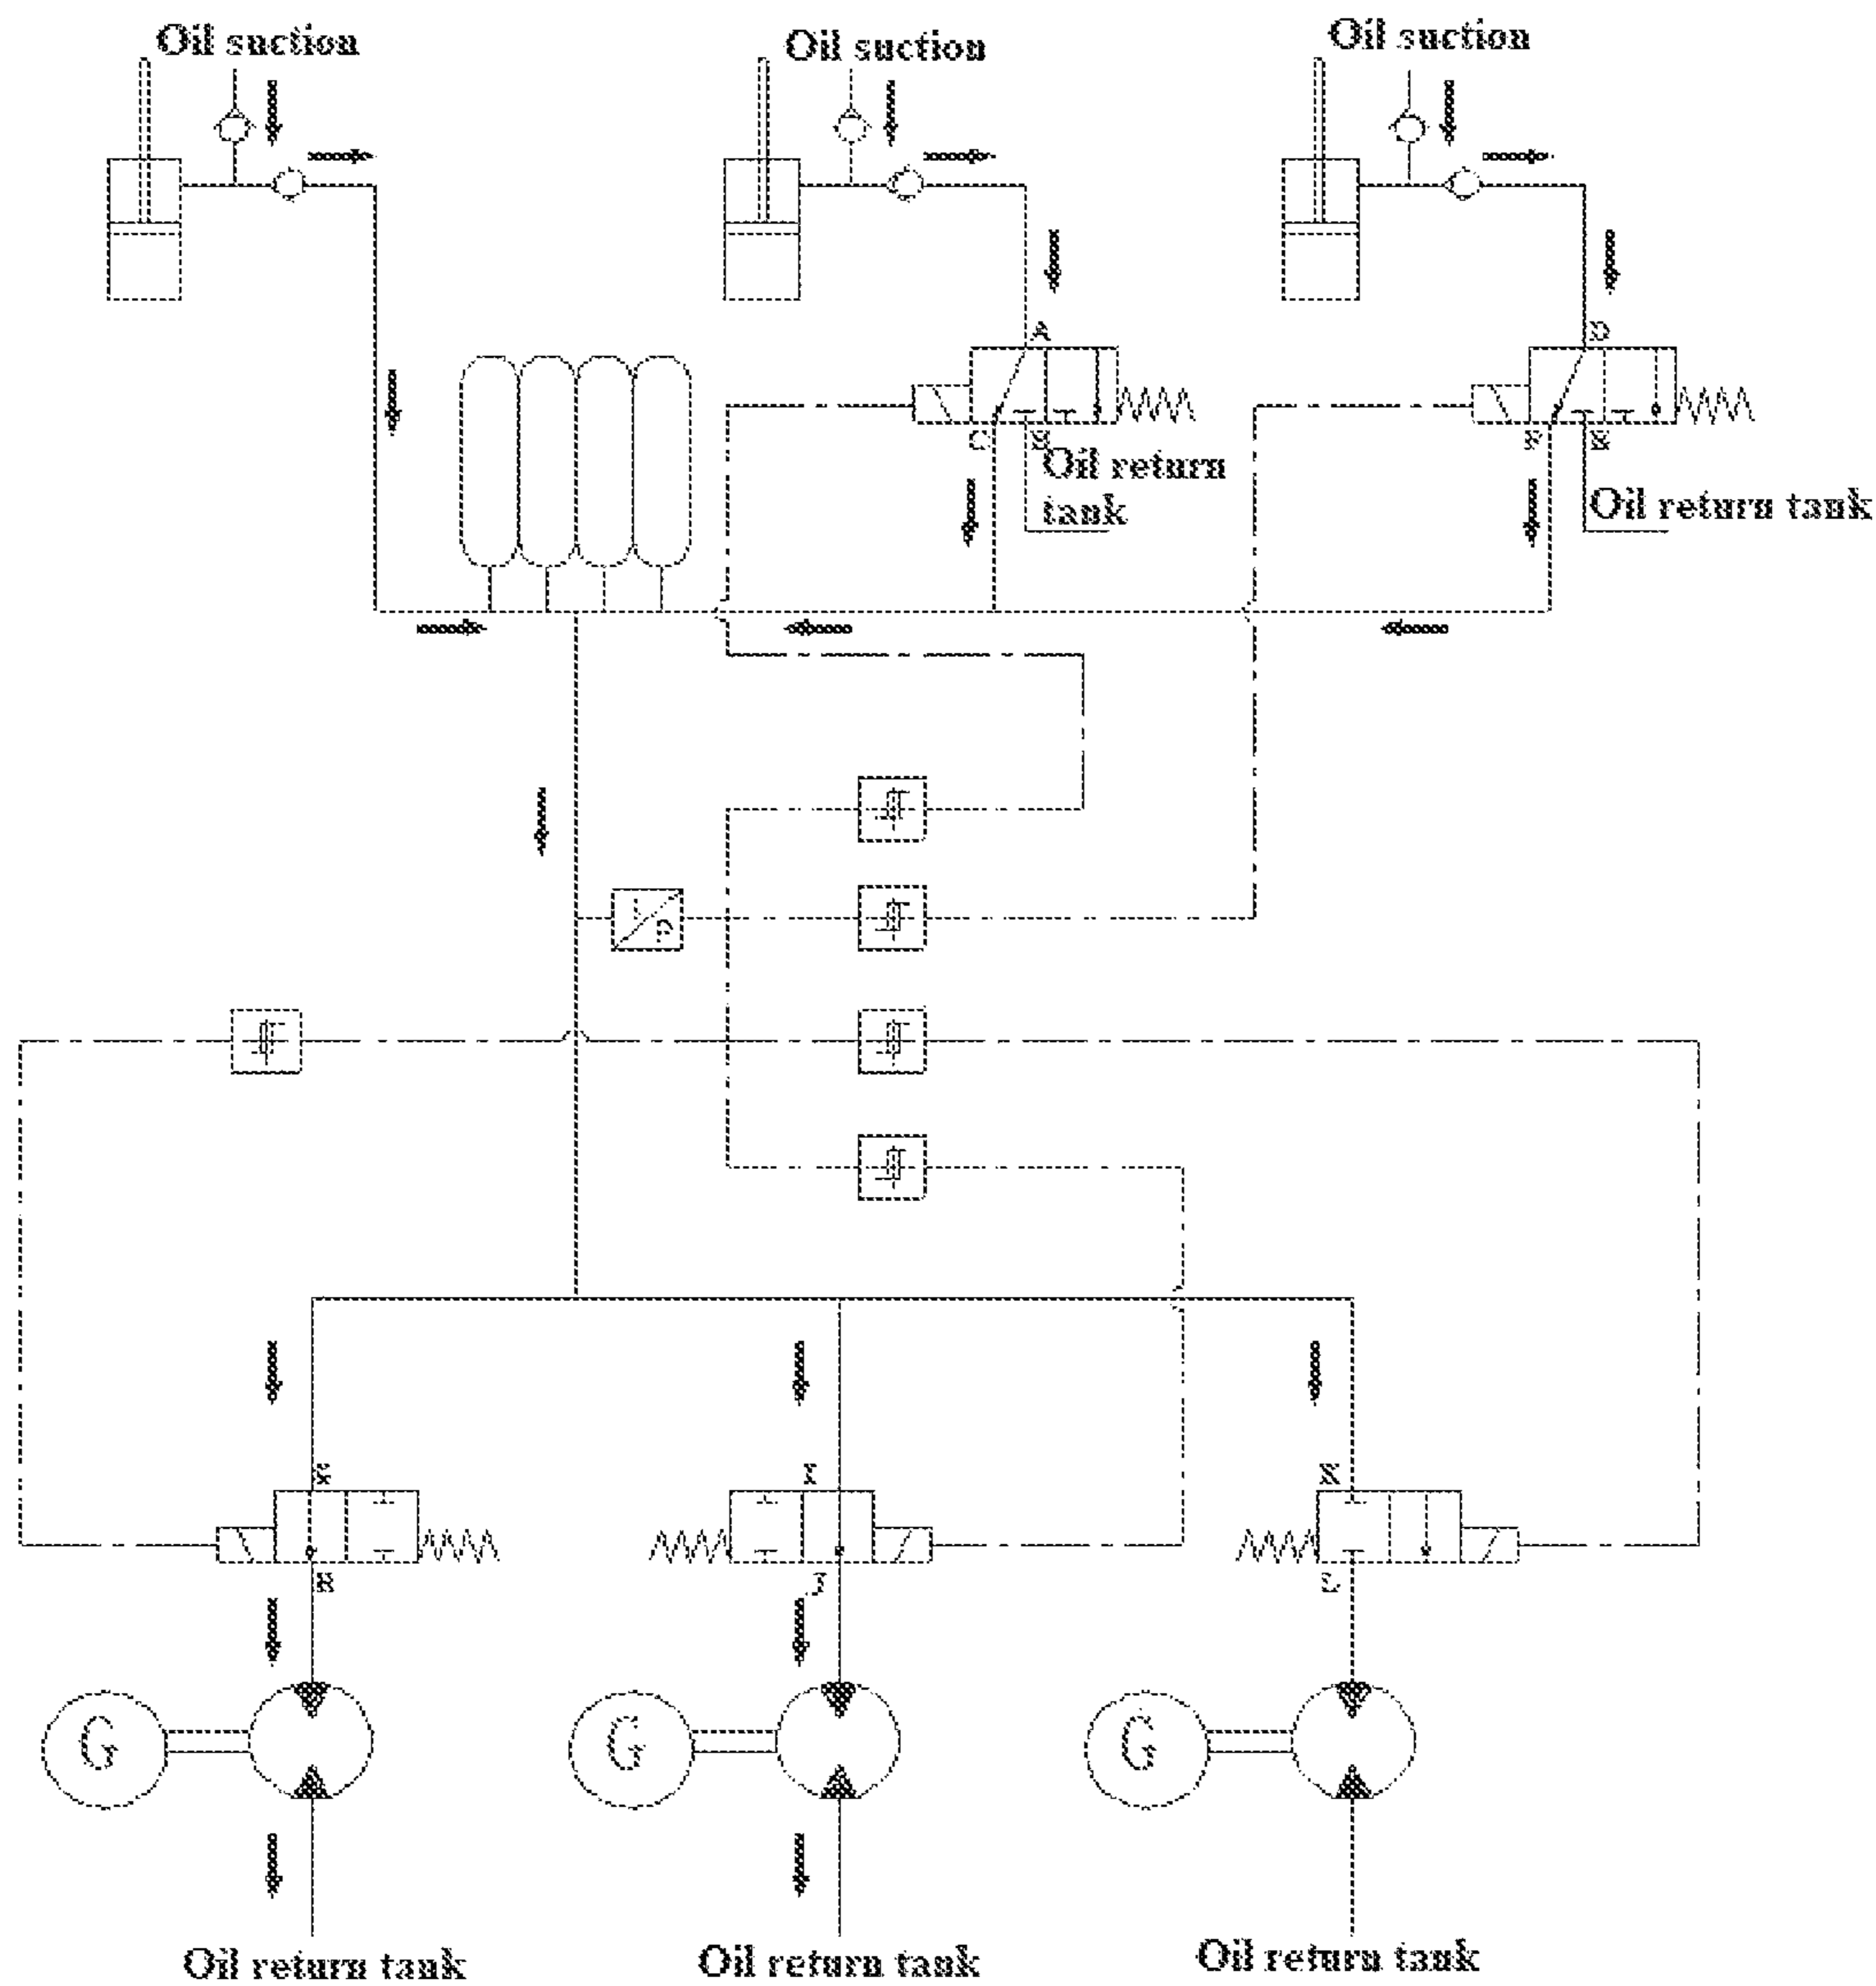 Oil suction
Oil suction
Oil suction
A
D
C
B
F
E
Oil return
tank
Oil return tank
P
I
K
H
J
L
G
G
G
Oil return tank
Oil return tank
Oil return tank